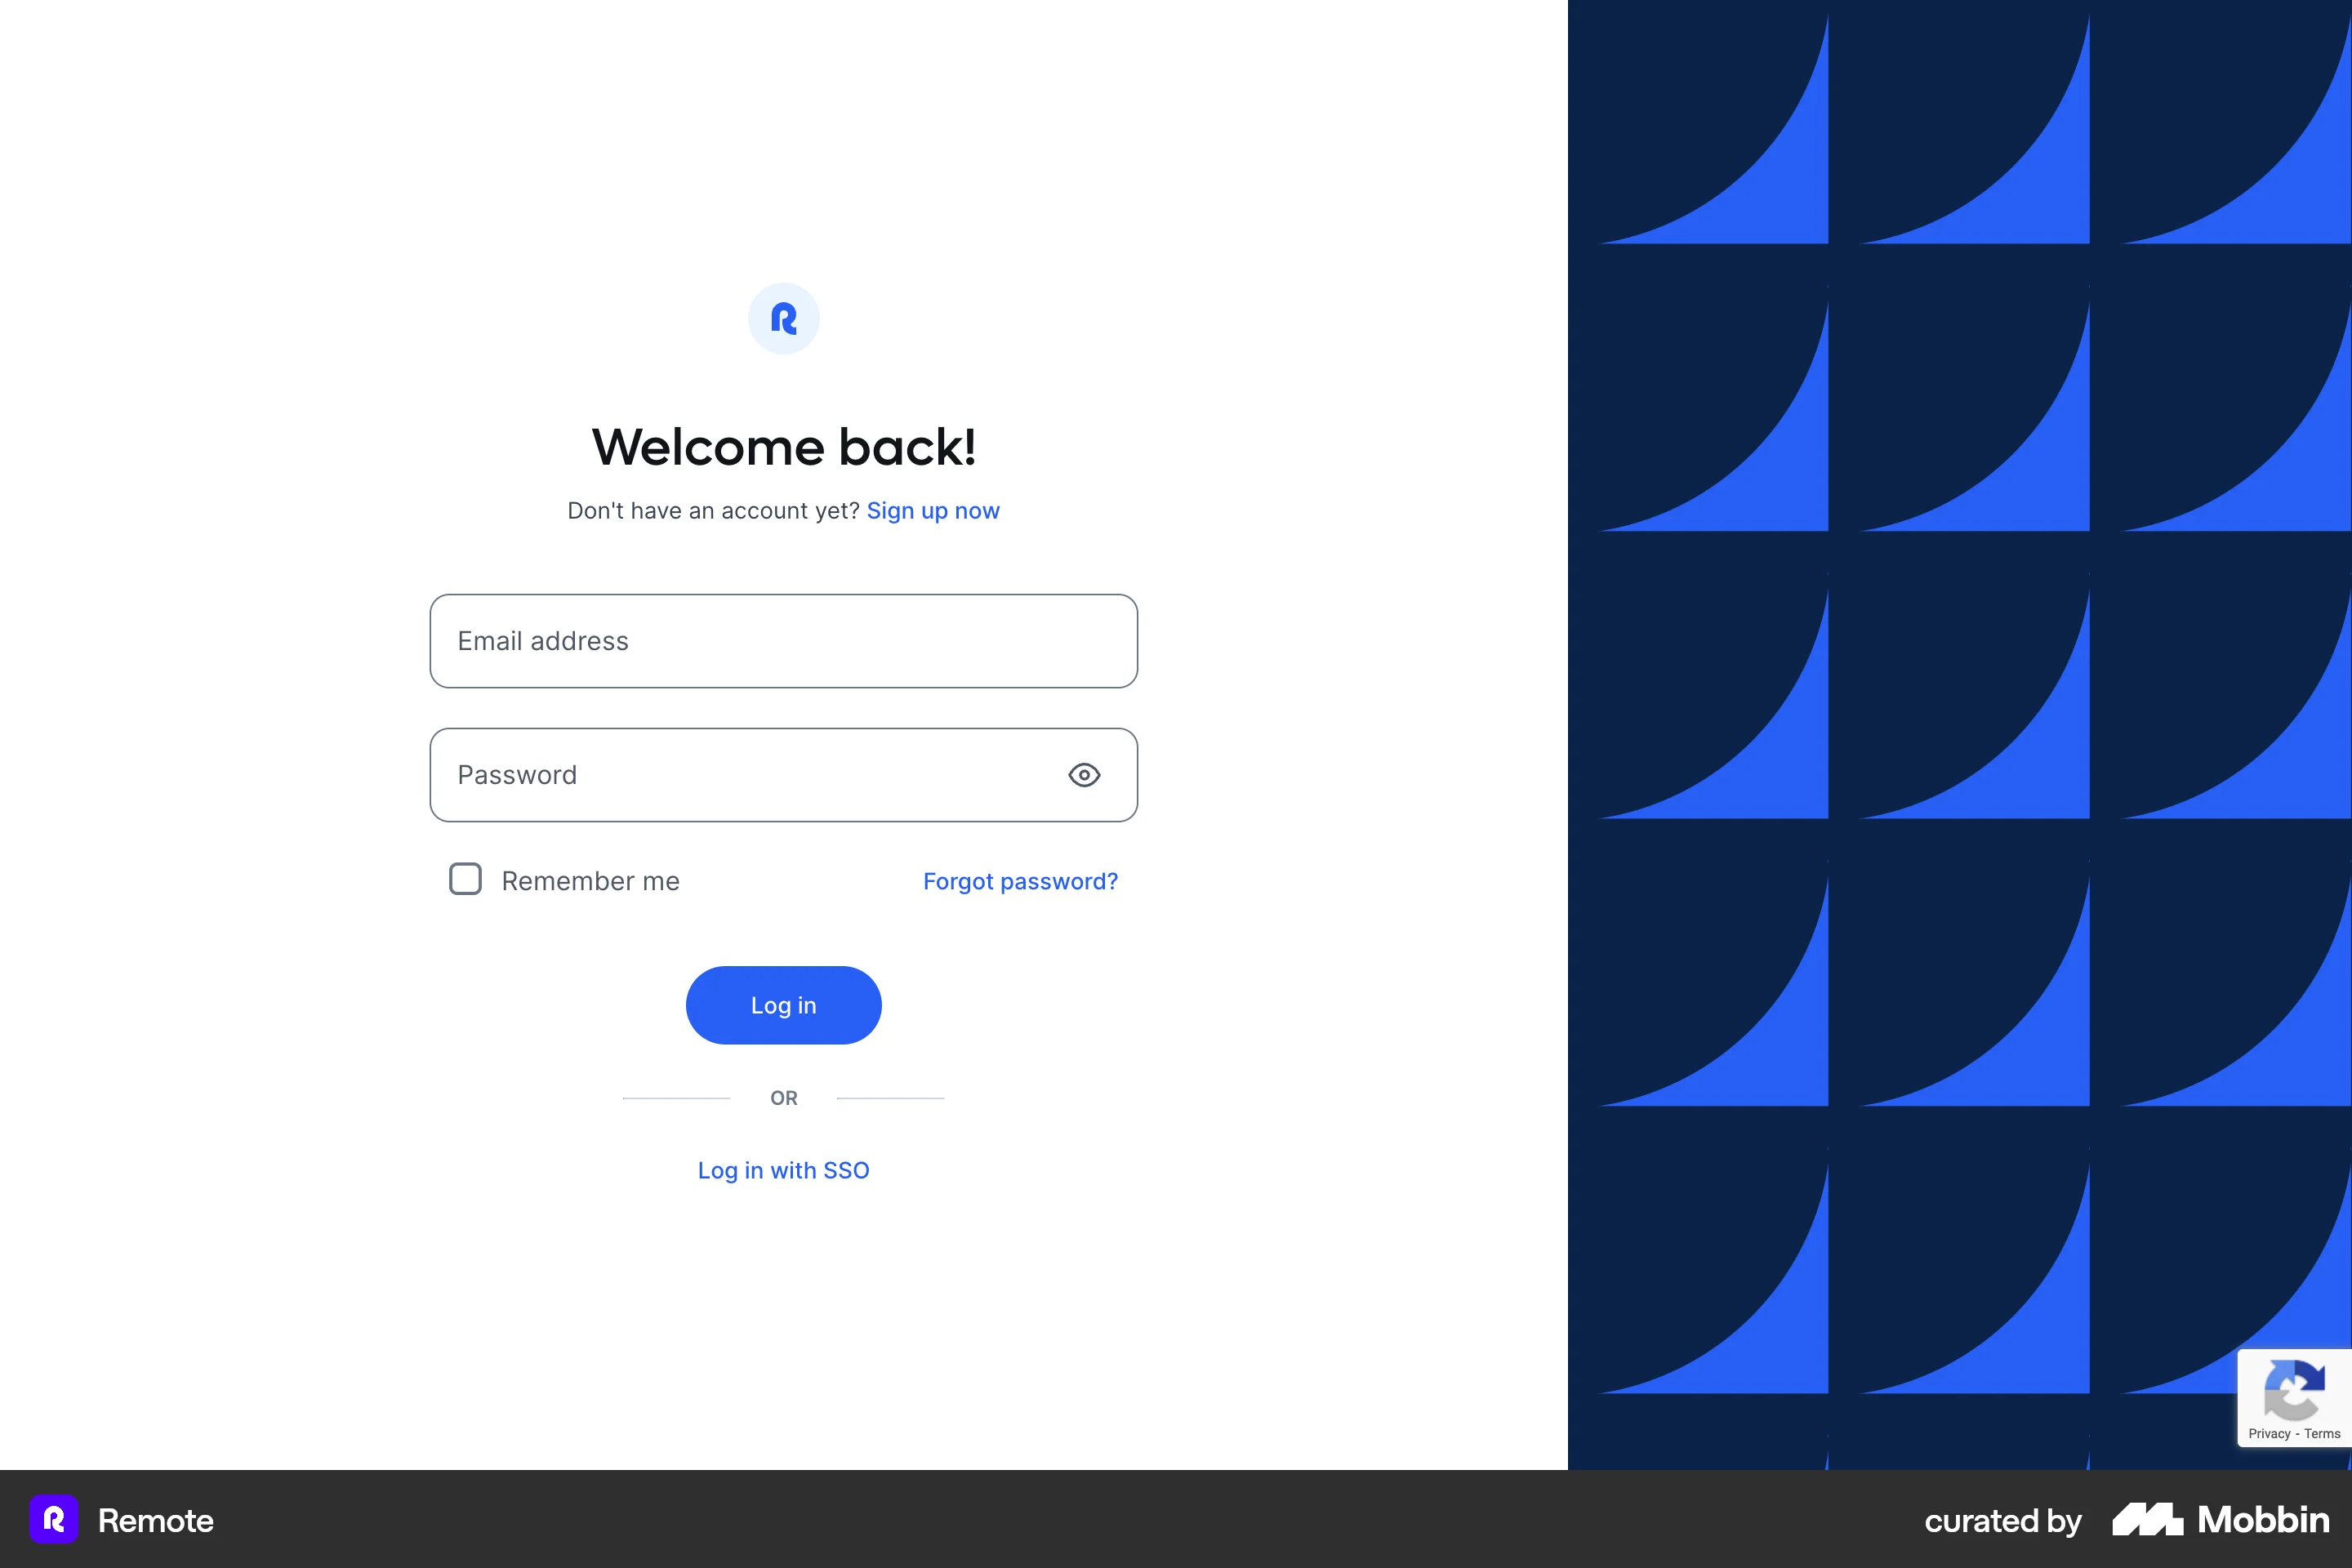 Welcome back!
Don't have an account yet? Sign up now
Email address
Password
Remember me
Forgot password?
Log in
OR
Log in with SSO
Privacy - Terms
Remote
curated by Mobbin